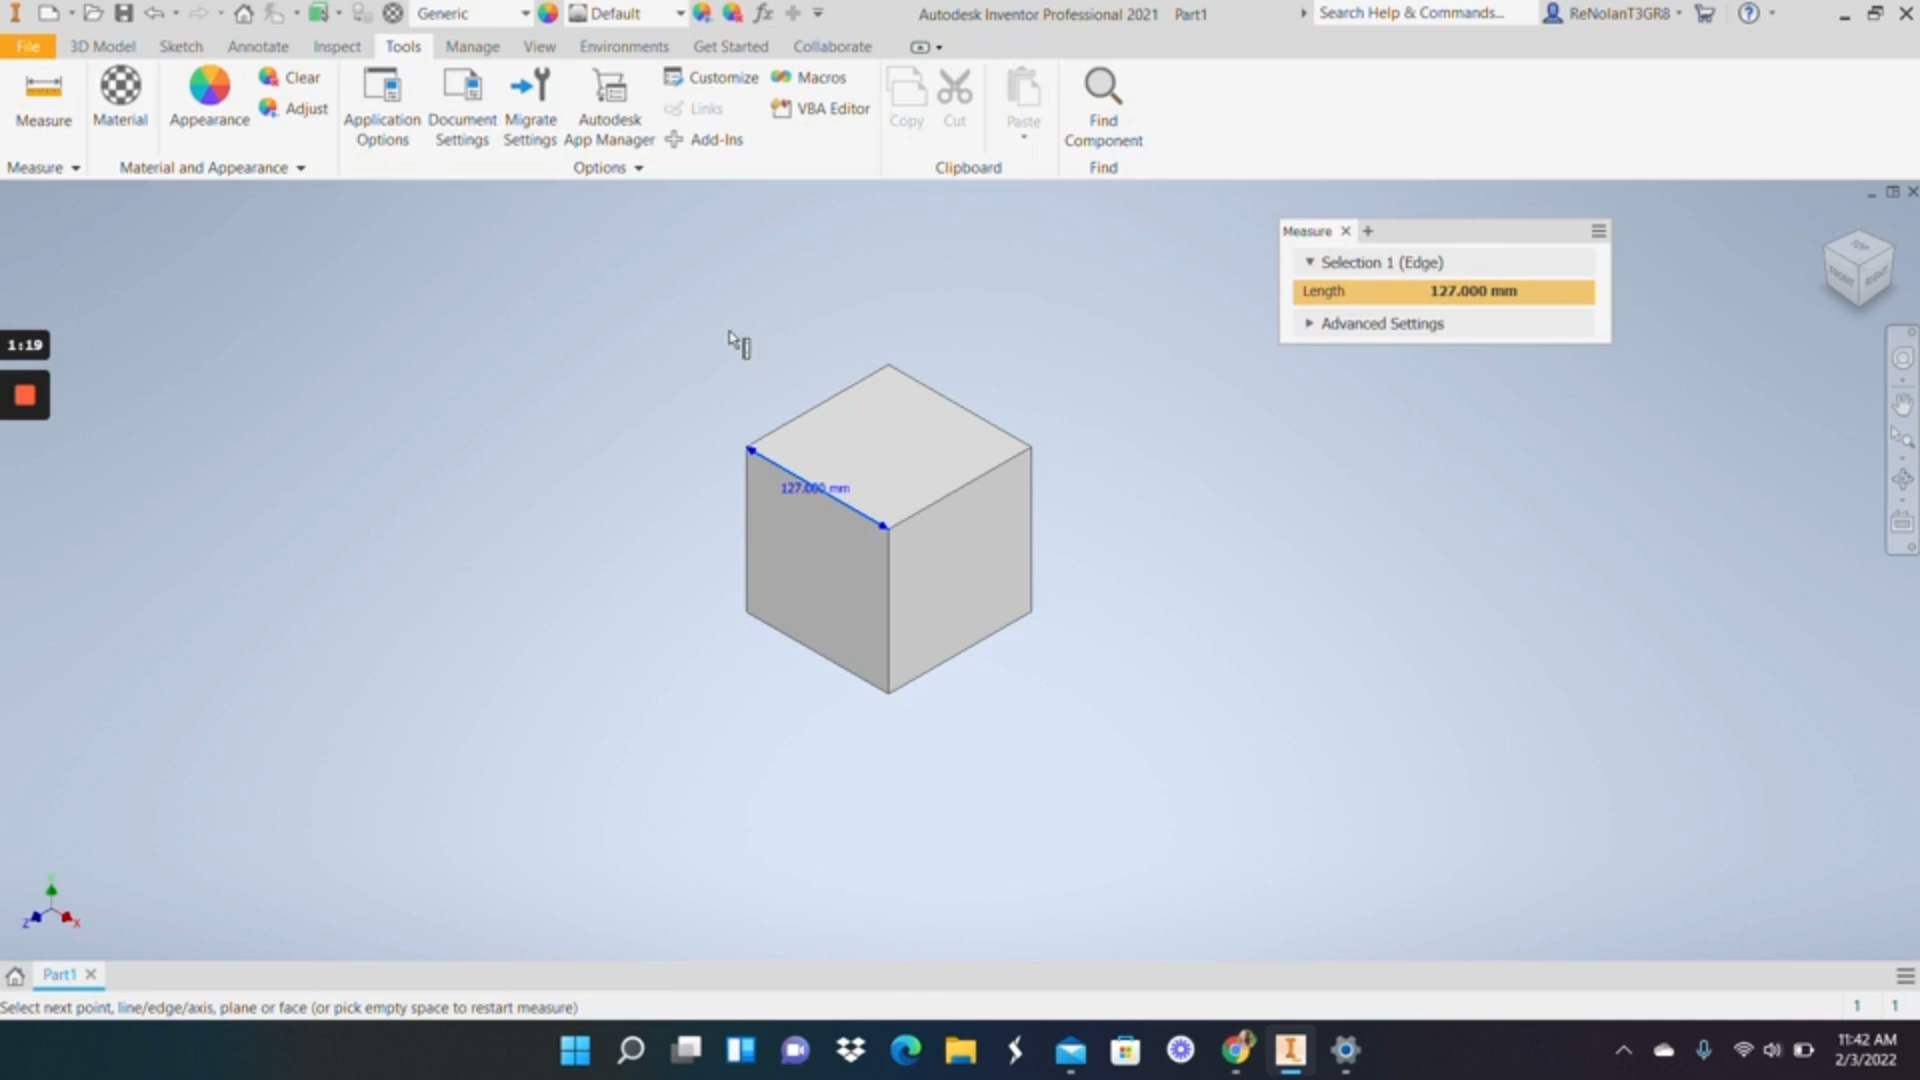 Generic
Default
fx
Autodesk Inventor Professional 2021 Part1
Search Help & Commands...
ReNolanT3GR8
File
3D Model
Sketch
Annotate
Inspect
Tools
Manage
View
Environments
Get Started
Collaborate
Measure
Material
Appearance
Clear
Adjust
Application
Options
Document
Settings
Migrate
Settings
Autodesk
App Manager
Customize
Links
Add-Ins
Macros
VBA Editor
Copy
Cut
Paste
Find
Component
Measure
Material and Appearance
Options
Clipboard
Find
Measure
Selection 1 (Edge)
Length 127.000 mm
Advanced Settings
TOP
FRONT
RIGHT
1:19
127.000 mm
Z
X
Part1
Select next point, line/edge/axis, plane or face (or pick empty space to restart measure)
1 1
11:42 AM
2/3/2022